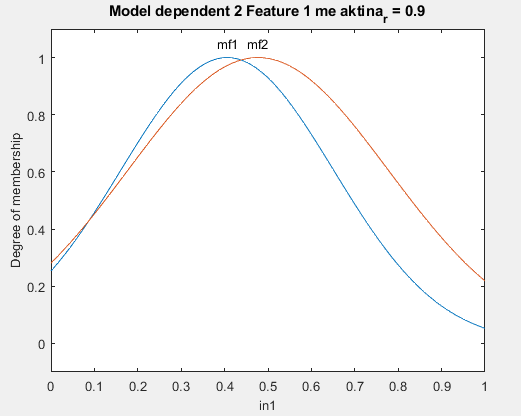 Model dependent 2 Feature 1 me aktina_r = 0.9
mf1 mf2
1
0.8
0.6
0.4
0.2
0
Degree of membership
0 0.1 0.2 0.3 0.4 0.5 0.6 0.7 0.8 0.9 1
in1